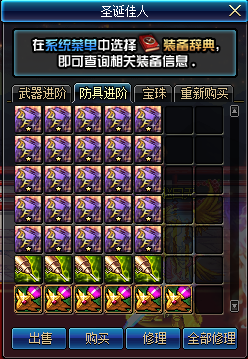 圣诞佳人
在系统菜单中选择 装备辞典，
即可查询相关装备信息．
武器进阶 防具进阶 宝珠 重新购买
出售 购买 修理 全部修理